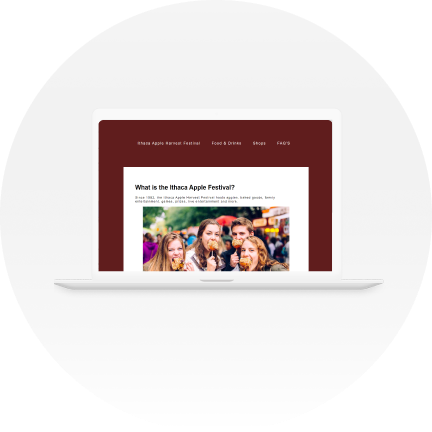 Ithaca Apple Harvest Festival Food & Drinks Shops FAQ'S
What is the Ithaca Apple Festival?
Since 1982, the Ithaca Apple Harvest Festival hosts apples, baked goods, family
entertainment, games, prizes, live entertainment and more.